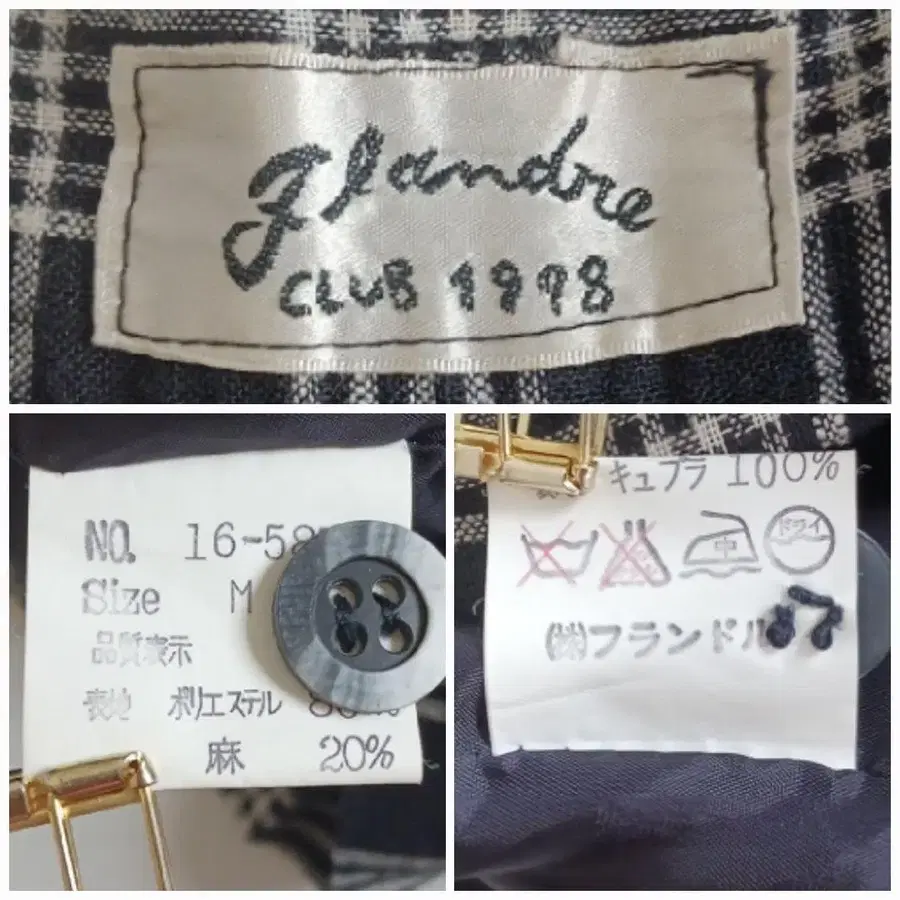 Flandre
CLUB 1998
NO. 16-58
Size M
品質表示
表地 ポリエステル
麻 20%
キュプラ 100%
中 ドライ
㈱フランドル